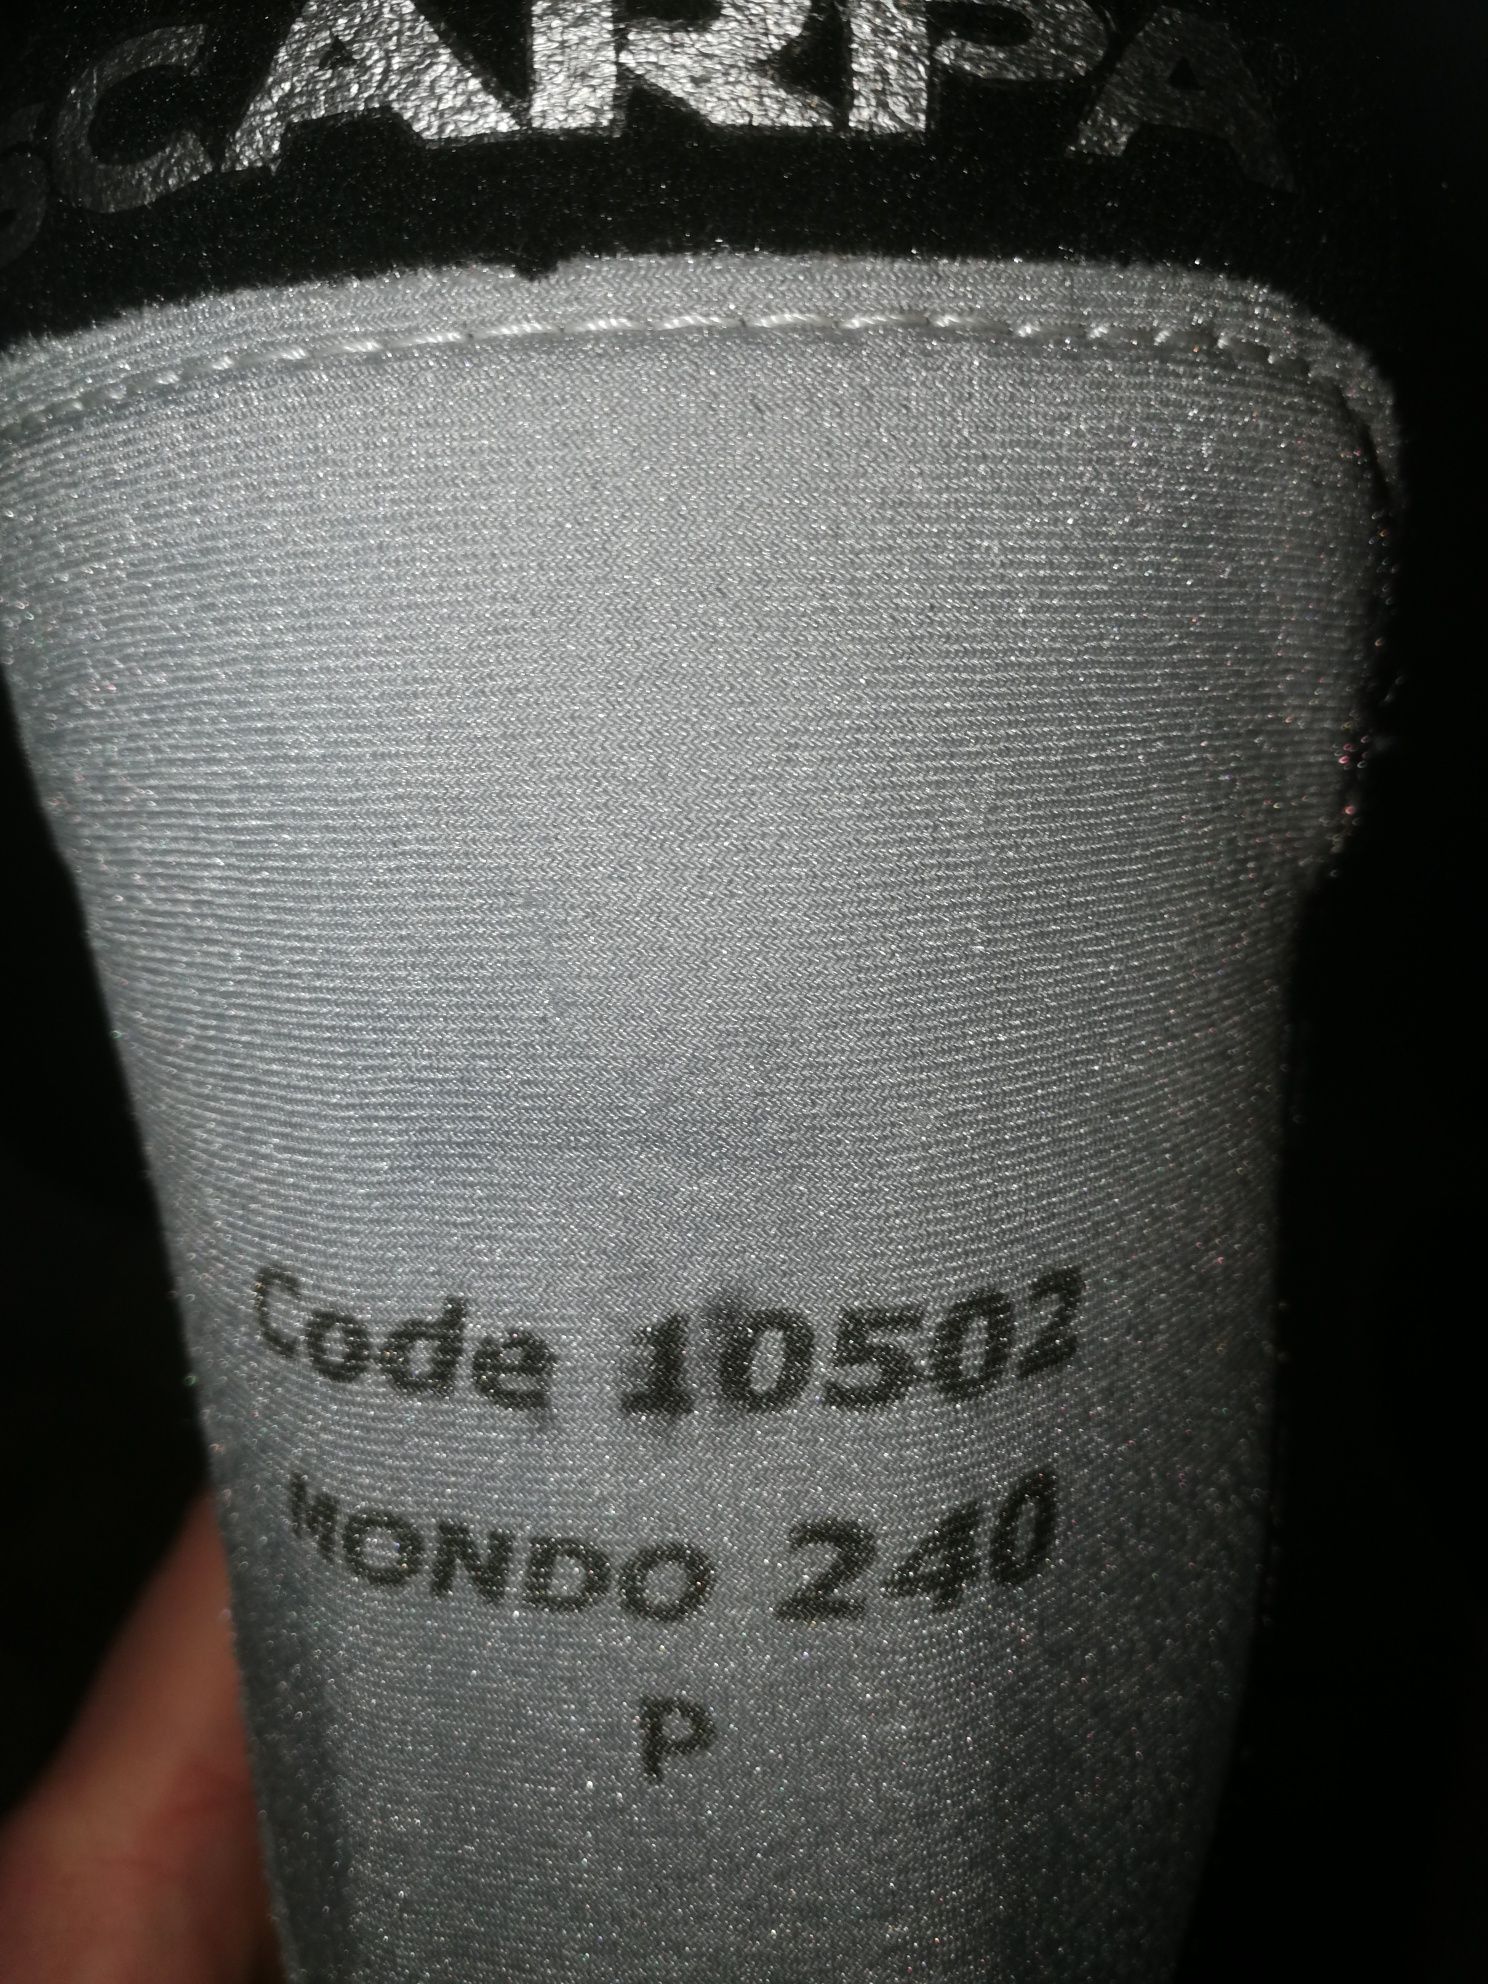 SCARPA
Code 10502
MONDO 240
P